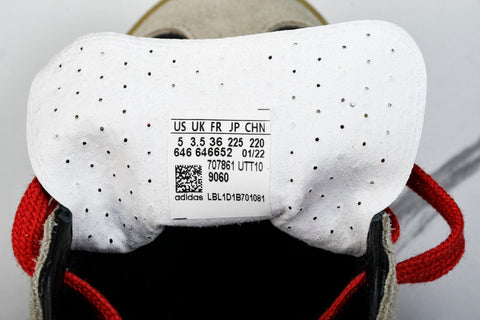 US UK FR JP CHN
5 3.5 36 225 220
646 646652 01/22
707861 UTT10
9060
adidas LBL1D1B701081